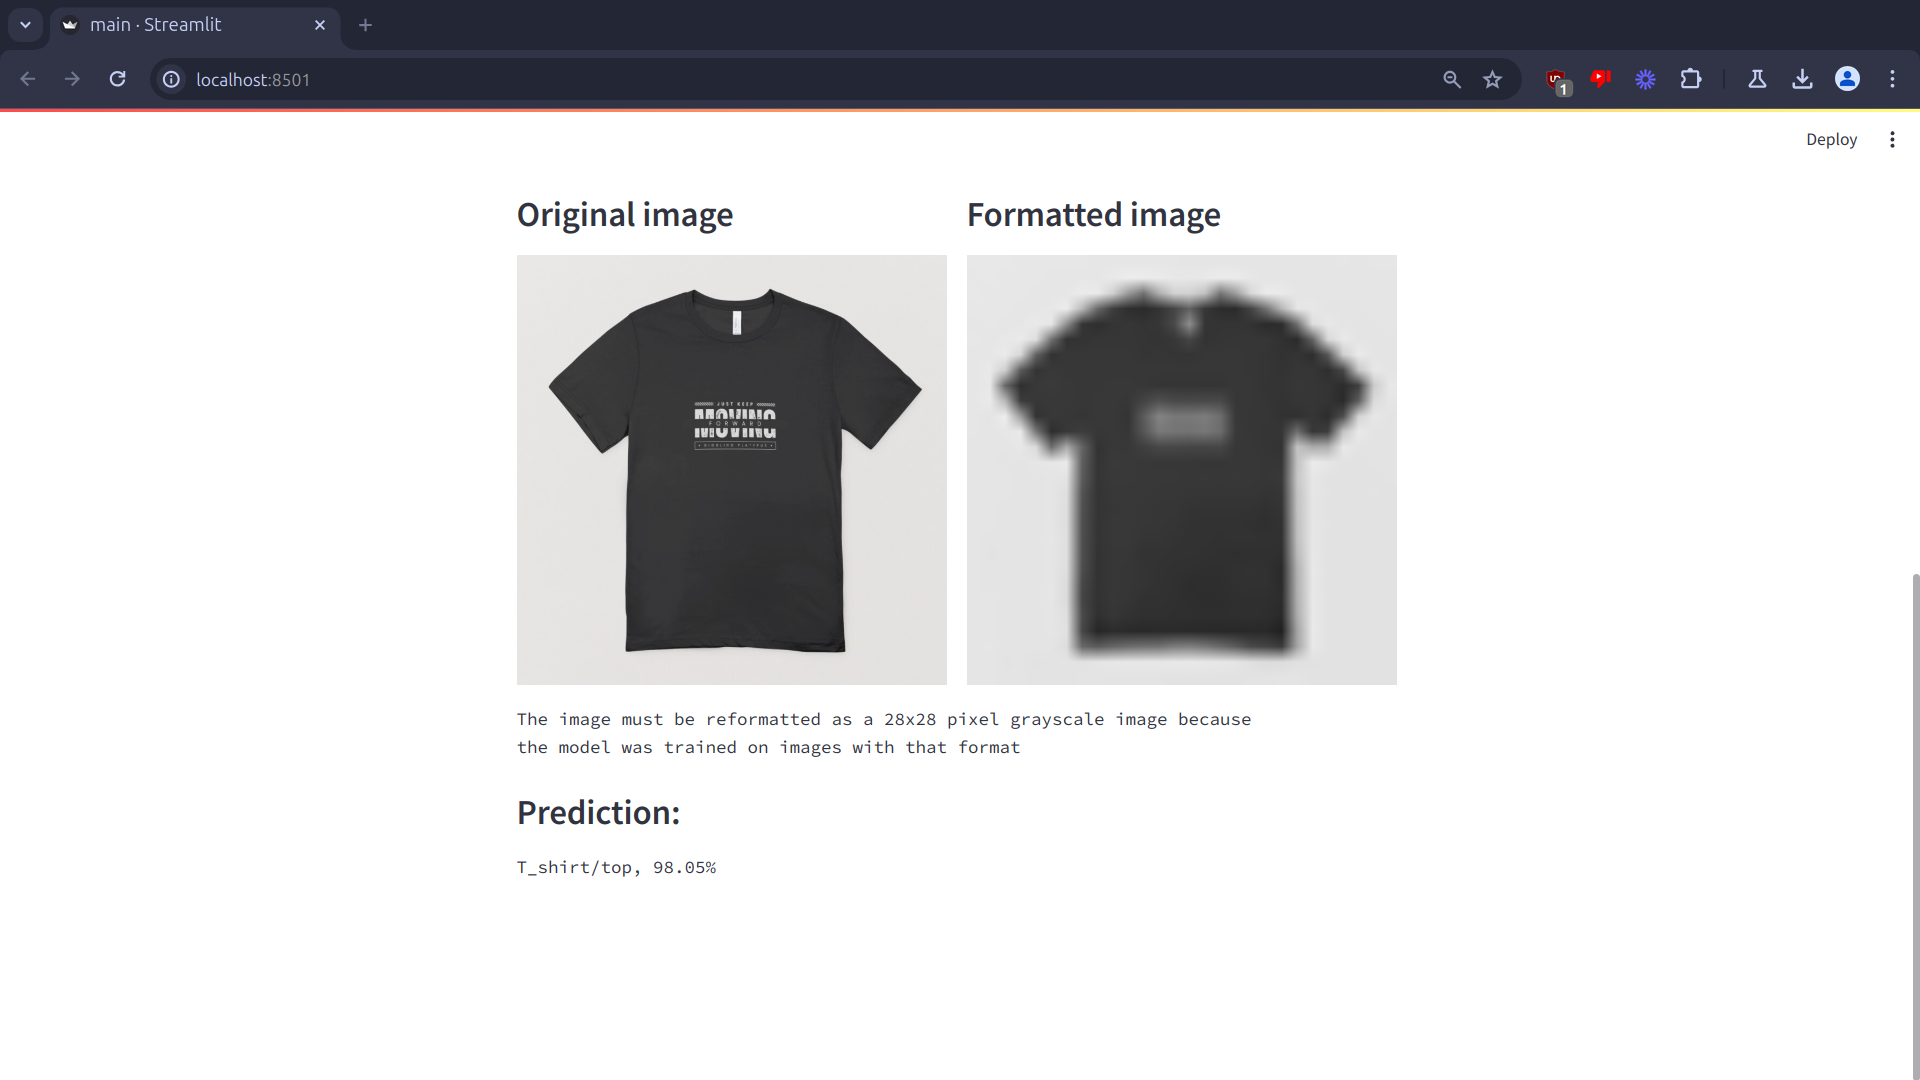 main · Streamlit
localhost:8501
1
Deploy
Original image
Formatted image
JUST KEEP
MOVING
FORWARD
MOVING
The image must be reformatted as a 28x28 pixel grayscale image because
the model was trained on images with that format
Prediction:
T_shirt/top, 98.05%